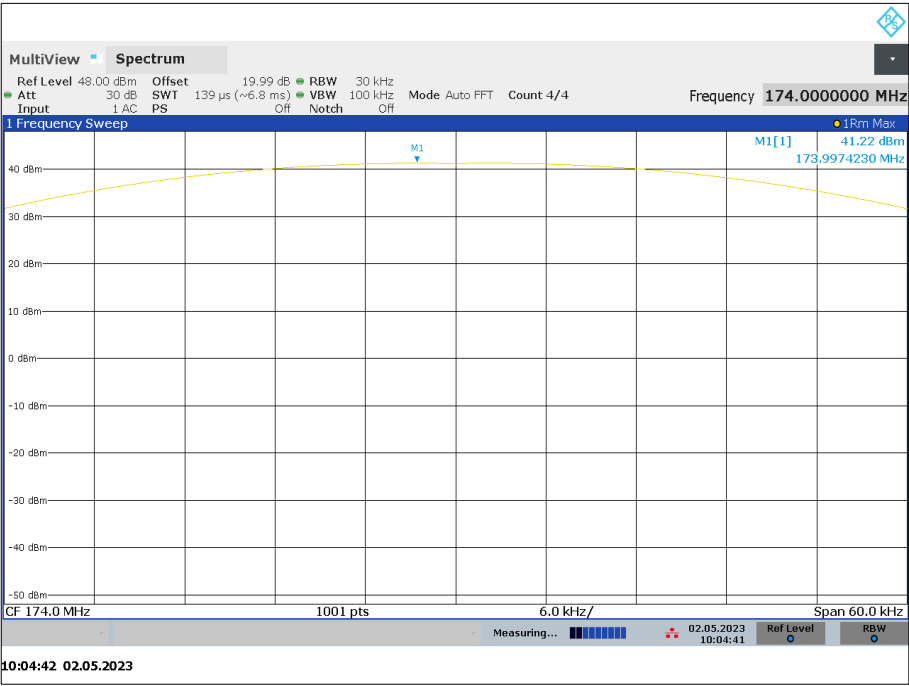 R&S
MultiView Spectrum
Ref Level 48.00 dBm Offset 19.99 dB RBW 30 kHz
Att 30 dB SWT 139 µs (~6.8 ms) VBW 100 kHz Mode Auto FFT Count 4/4
Input 1 AC PS Off Notch Off
Frequency 174.0000000 MHz
1 Frequency Sweep 1Rm Max
M1[1] 41.22 dBm
173.9974230 MHz
M1
40 dBm
30 dBm
20 dBm
10 dBm
0 dBm
-10 dBm
-20 dBm
-30 dBm
-40 dBm
-50 dBm
CF 174.0 MHz 1001 pts 6.0 kHz/ Span 60.0 kHz
Measuring... 02.05.2023 Ref Level RBW
10:04:41
10:04:42 02.05.2023